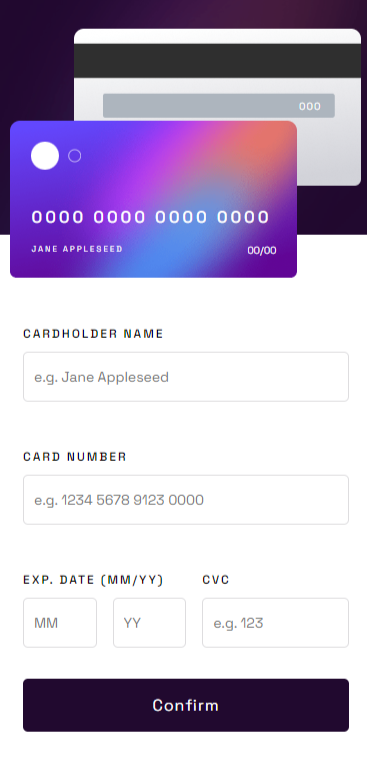 000
0000 0000 0000 0000
JANE APPLESEED 00/00
CARDHOLDER NAME
e.g. Jane Appleseed
CARD NUMBER
e.g. 1234 5678 9123 0000
EXP. DATE (MM/YY) CVC
MM YY e.g. 123
Confirm